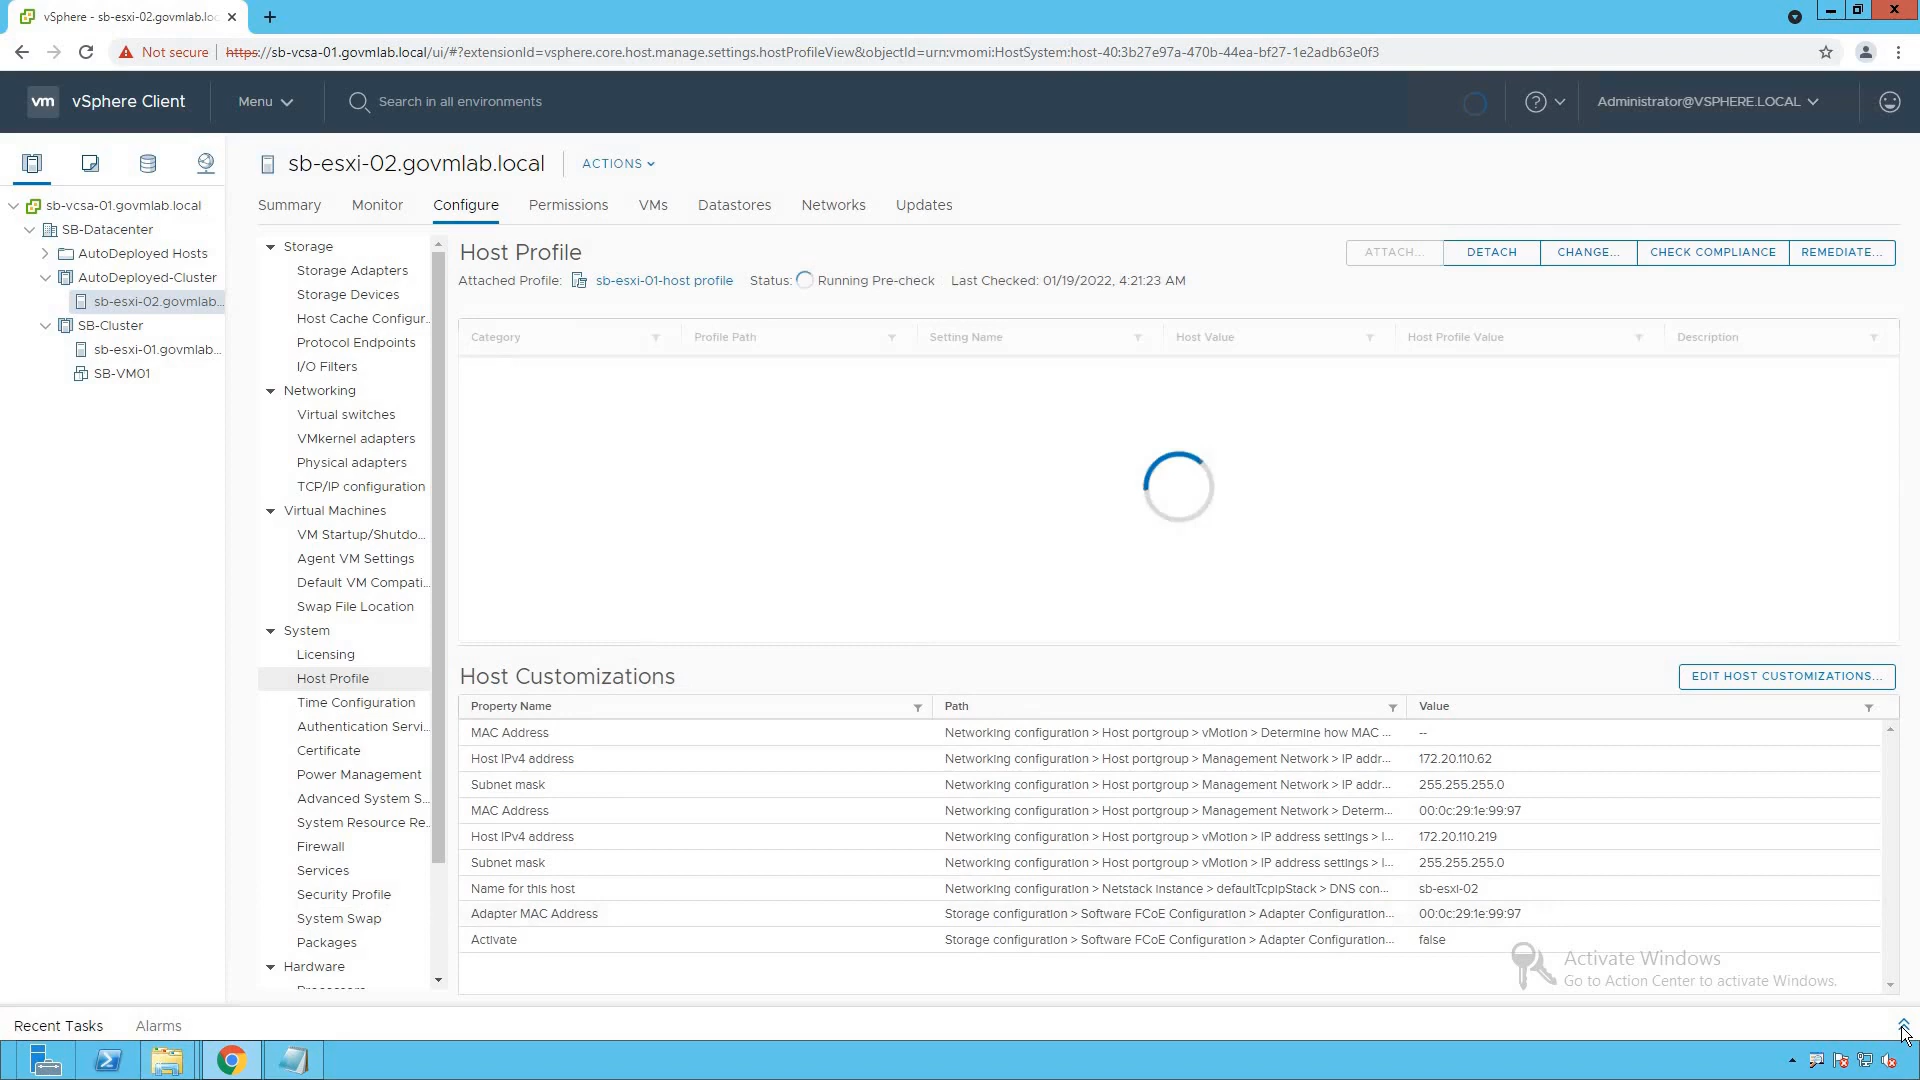 vSphere - sb-esxi-02.govmlab.loc
Not secure
https://sb-vcsa-01.govmlab.local/ui/#?extensionId=vsphere.core.host.manage.settings.hostProfileView&objectId=urn:vmomi:HostSystem:host-40:3b27e97a-470b-44ea-bf27-1e2adb63e0f3
vm vSphere Client Menu Search in all environments Administrator@VSPHERE.LOCAL
sb-esxi-02.govmlab.local ACTIONS
Summary Monitor Configure Permissions VMs Datastores Networks Updates
sb-vcsa-01.govmlab.local
SB-Datacenter
AutoDeployed Hosts
AutoDeployed-Cluster
sb-esxi-02.govmlab...
SB-Cluster
sb-esxi-01.govmlab...
SB-VM01
Storage
Storage Adapters
Storage Devices
Host Cache Configur...
Protocol Endpoints
I/O Filters
Networking
Virtual switches
VMkernel adapters
Physical adapters
TCP/IP configuration
Virtual Machines
VM Startup/Shutdo...
Agent VM Settings
Default VM Compati...
Swap File Location
System
Licensing
Host Profile
Time Configuration
Authentication Servi...
Certificate
Power Management
Advanced System S...
System Resource Re...
Firewall
Services
Security Profile
System Swap
Packages
Hardware
Processors
Host Profile
ATTACH... DETACH CHANGE... CHECK COMPLIANCE REMEDIATE...
Attached Profile: sb-esxi-01-host profile Status: Running Pre-check Last Checked: 01/19/2022, 4:21:23 AM
Category Profile Path Setting Name Host Value Host Profile Value Description
Host Customizations
EDIT HOST CUSTOMIZATIONS...
Property Name Path Value
MAC Address Networking configuration > Host portgroup > vMotion > Determine how MAC ... --
Host IPv4 address Networking configuration > Host portgroup > Management Network > IP addr... 172.20.110.62
Subnet mask Networking configuration > Host portgroup > Management Network > IP addr... 255.255.255.0
MAC Address Networking configuration > Host portgroup > Management Network > Determ... 00:0c:29:1e:99:97
Host IPv4 address Networking configuration > Host portgroup > vMotion > IP address settings > I... 172.20.110.219
Subnet mask Networking configuration > Host portgroup > vMotion > IP address settings > I... 255.255.255.0
Name for this host Networking configuration > Netstack Instance > defaultTcpipStack > DNS con... sb-esxi-02
Adapter MAC Address Storage configuration > Software FCoE Configuration > Adapter Configuration... 00:0c:29:1e:99:97
Activate Storage configuration > Software FCoE Configuration > Adapter Configuration... false
Activate Windows
Go to Action Center to activate Windows.
Recent Tasks Alarms